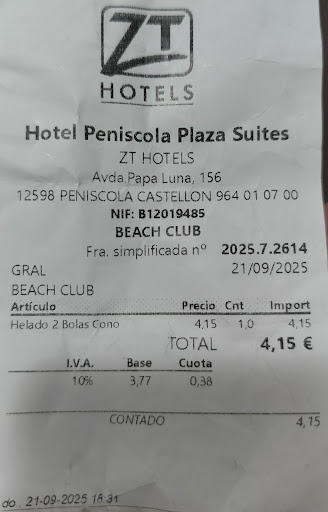 ZT
HOTELS
Hotel Peniscola Plaza Suites
ZT HOTELS
Avda.Papa Luna, 156
12598 PENISCOLA CASTELLON 964 01 07 00
NIF: B12019485
BEACH CLUB
Fra. simplificada nº 2025.7.2614
GRAL 21/09/2025
BEACH CLUB
Artículo Precio Cnt Import
Helado 2 Bolas Cono 4,15 1,0 4,15
TOTAL 4,15 €
I.V.A. Base Cuota
10% 3,77 0,38
CONTADO 4,15
do . 21-09-2025 18:31